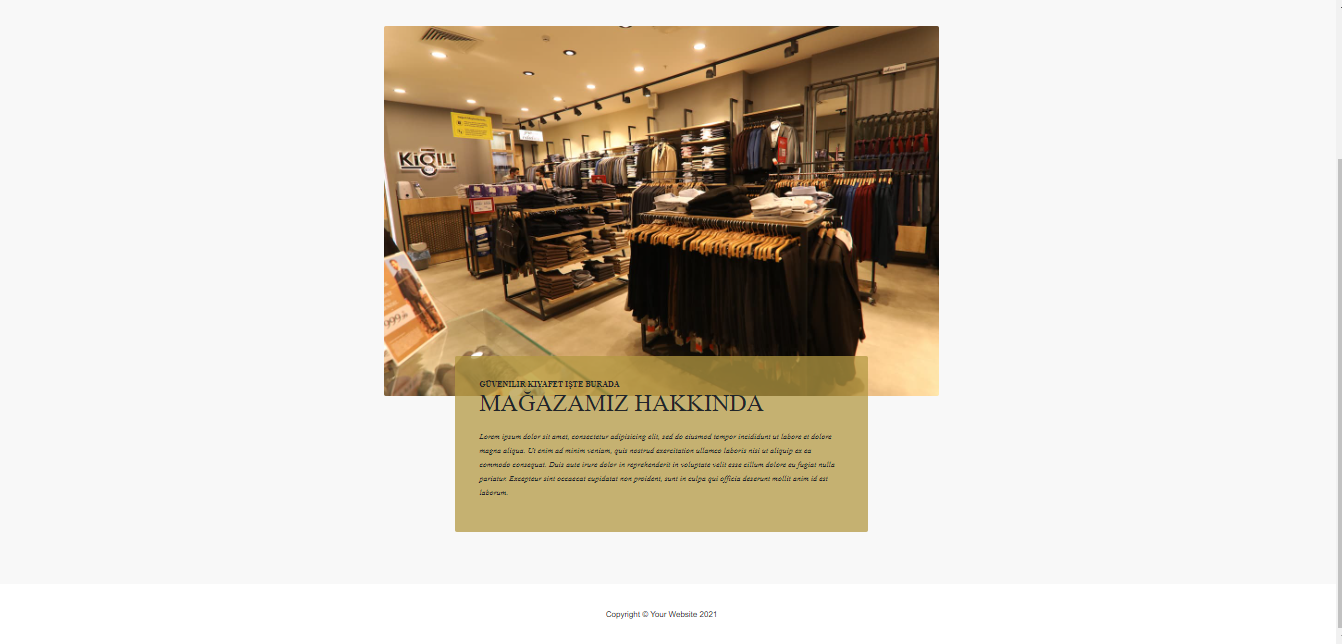 KİĞILI
999
GÜVENILIR KIYAFET IŞTE BURADA
MAĞAZAMIZ HAKKINDA
Lorem ipsum dolor sit amet, consectetur adipisicing elit, sed do eiusmod tempor incididunt ut labore et dolore
magna aliqua. Ut enim ad minim veniam, quis nostrud exercitation ullamco laboris nisi ut aliquip ex ea
commodo consequat. Duis aute irure dolor in reprehenderit in voluptate velit esse cillum dolore eu fugiat nulla
pariatur. Excepteur sint occaecat cupidatat non proident, sunt in culpa qui officia deserunt mollit anim id est
laborum.
Copyright © Your Website 2021